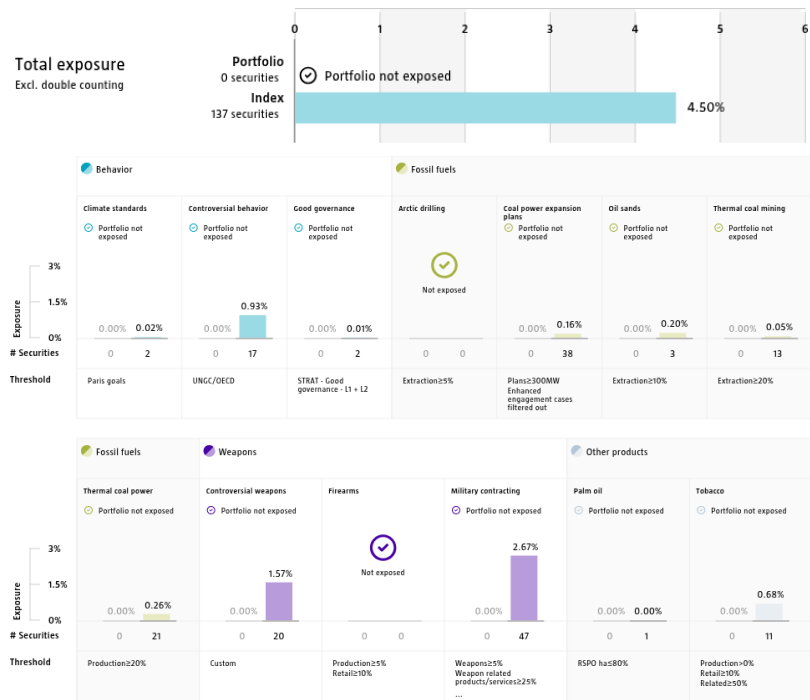 0 1 2 3 4 5 6
Total exposure
Excl. double counting
Portfolio
0 securities
Portfolio not exposed
Index
137 securities
4.50%
Behavior
Fossil fuels
Climate standards
Portfolio not
exposed
Controversial behavior
Portfolio not
exposed
Good governance
Portfolio not
exposed
Arctic drilling
Not exposed
Coal power expansion
plans
Portfolio not
exposed
Oil sands
Portfolio not
exposed
Thermal coal mining
Portfolio not
exposed
Exposure
3%
1.5%
0%
0.00% 0.02%
0.00% 0.93%
0.00% 0.01%
0.00% 0.16%
0.00% 0.20%
0.00% 0.05%
# Securities
0 2
0 17
0 2
0 0
0 38
0 3
0 13
Threshold
Paris goals
UNGC/OECD
STRAT - Good
governance - L1 + L2
Extraction≥5%
Plans≥300MW
Enhanced
engagement cases
filtered out
Extraction≥10%
Extraction≥20%
Fossil fuels
Weapons
Other products
Thermal coal power
Portfolio not exposed
Controversial weapons
Portfolio not exposed
Firearms
Not exposed
Military contracting
Portfolio not exposed
Palm oil
Portfolio not exposed
Tobacco
Portfolio not exposed
Exposure
3%
1.5%
0%
0.00% 0.26%
0.00% 1.57%
0.00% 2.67%
0.00% 0.00%
0.00% 0.68%
# Securities
0 21
0 20
0 0
0 47
0 1
0 11
Threshold
Production≥20%
Custom
Production≥5%
Retail≥10%
Weapons≥5%
Weapon related
products/services≥25%
...
RSPO ha≤80%
Production>0%
Retail≥10%
Related≥50%